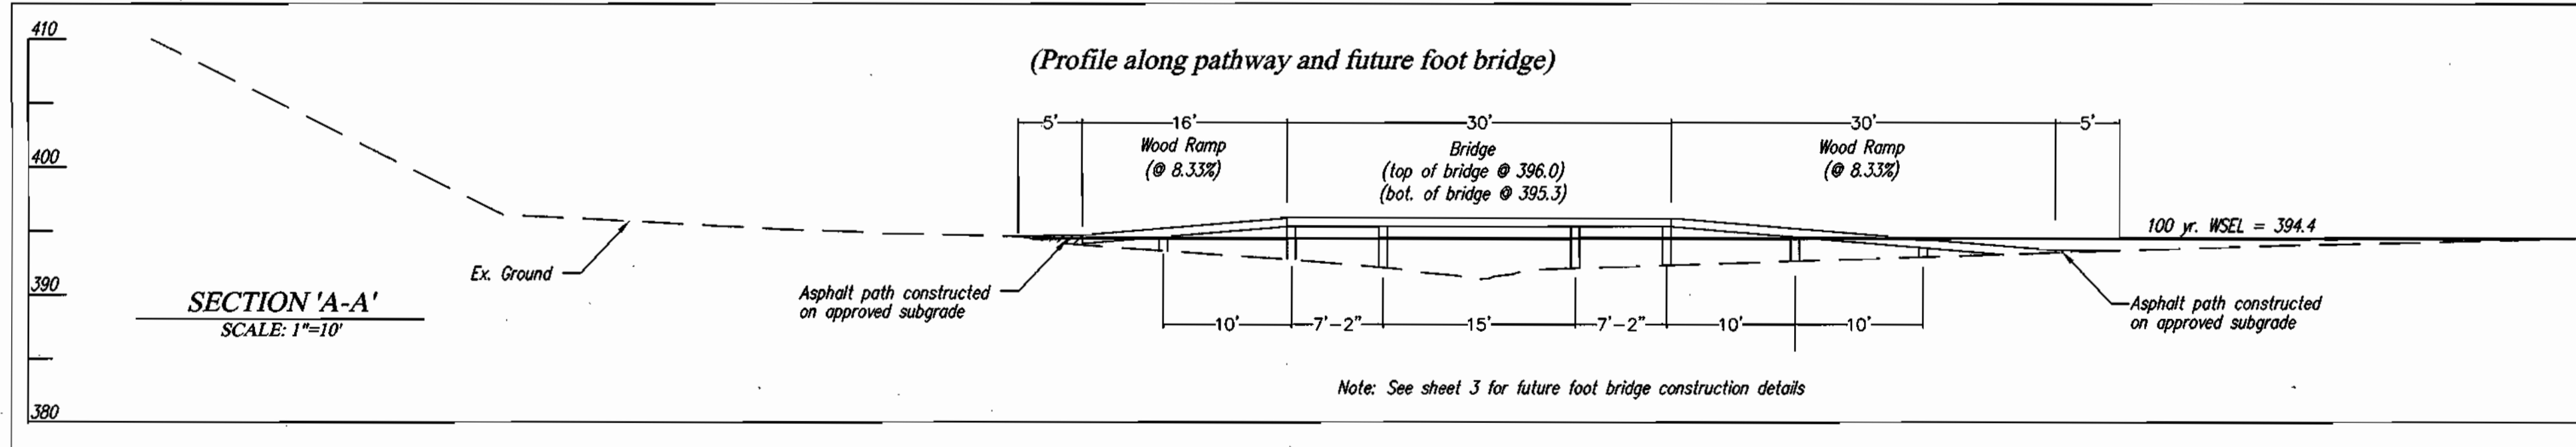 410
400
390
380
(Profile along pathway and future foot bridge)
5'
16'
30'
30'
5'
Wood Ramp
(@ 8.33%)
Bridge
(top of bridge @ 396.0)
(bot. of bridge @ 395.3)
Wood Ramp
(@ 8.33%)
100 yr. WSEL = 394.4
Ex. Ground
Asphalt path constructed
on approved subgrade
Asphalt path constructed
on approved subgrade
SECTION 'A-A'
SCALE: 1"=10'
10'
7'-2"
15'
7'-2"
10'
10'
Note: See sheet 3 for future foot bridge construction details